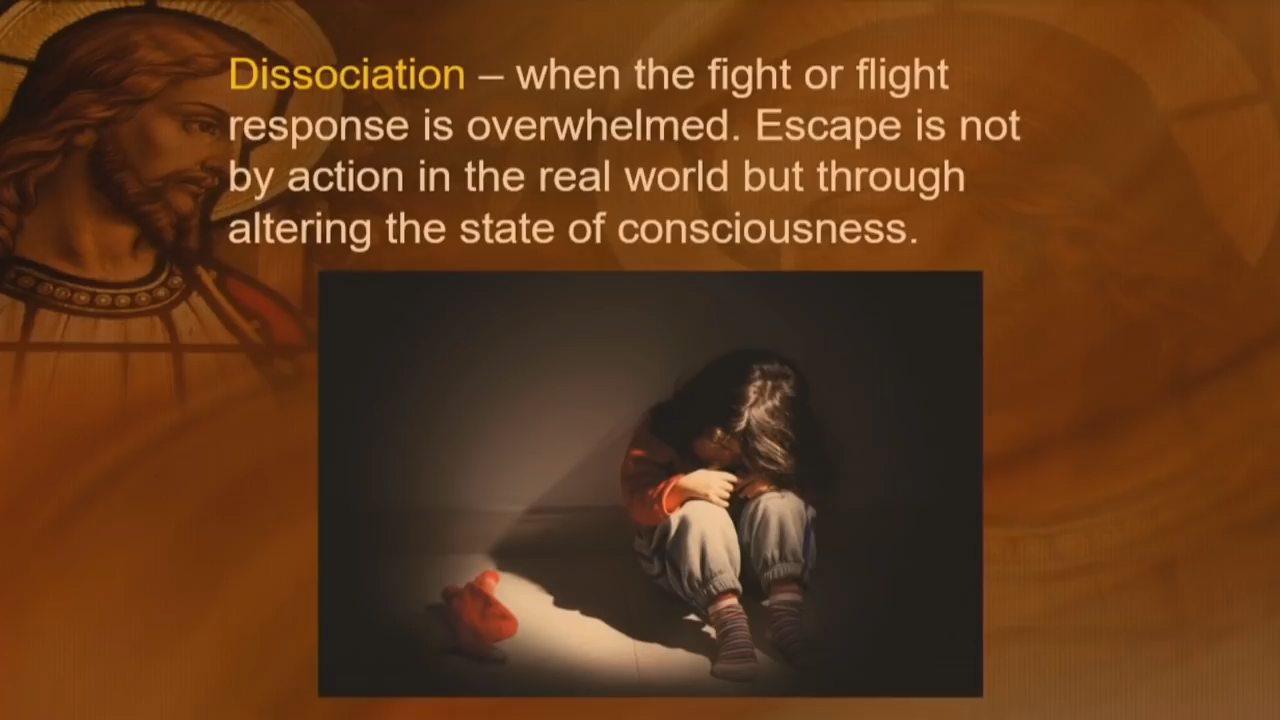 Dissociation – when the fight or flight
response is overwhelmed. Escape is not
by action in the real world but through
altering the state of consciousness.